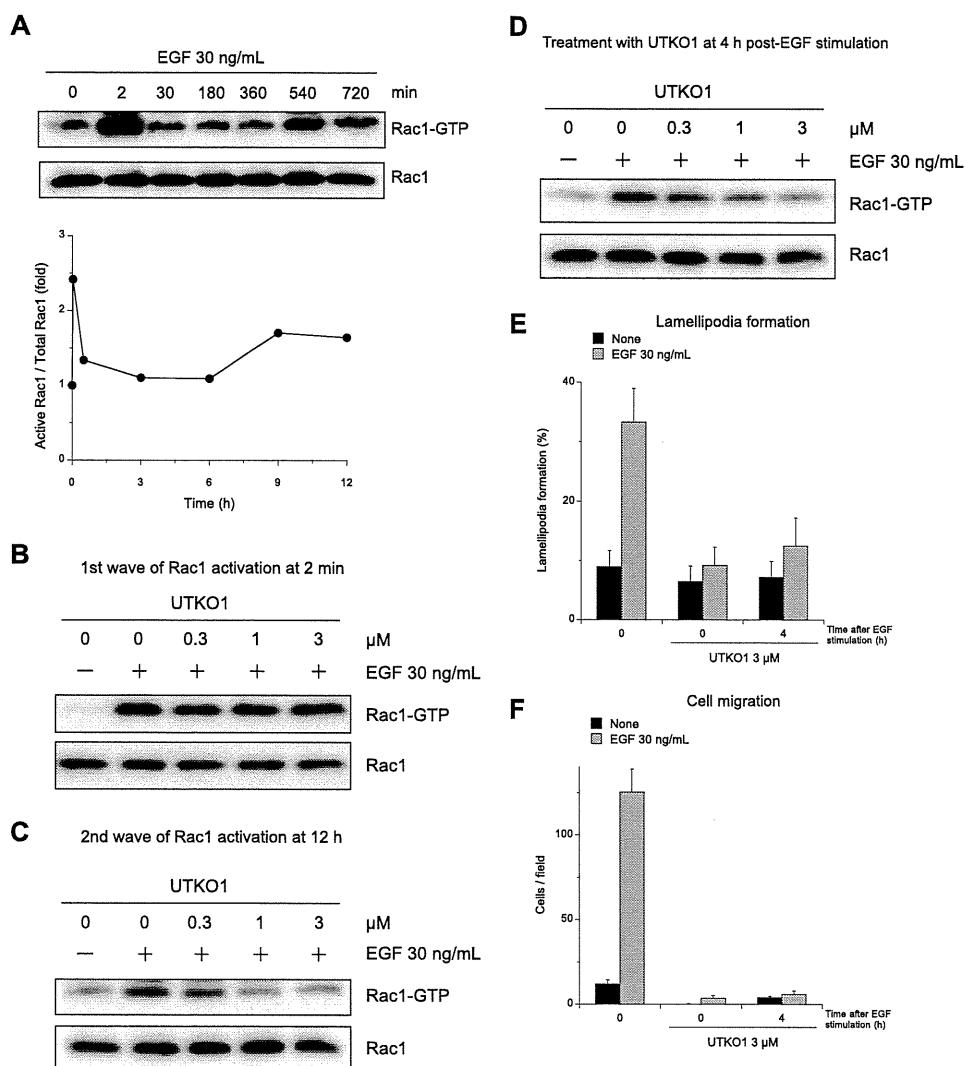 A
EGF 30 ng/mL
0 2 30 180 360 540 720 min
Rac1-GTP
Rac1
Active Rac1 / Total Rac1 (fold)
3
2
1
0
0 3 6 9 12
Time (h)
B
1st wave of Rac1 activation at 2 min
UTKO1
0 0 0.3 1 3 µM
— + + + + EGF 30 ng/mL
Rac1-GTP
Rac1
C
2nd wave of Rac1 activation at 12 h
UTKO1
0 0 0.3 1 3 µM
— + + + + EGF 30 ng/mL
Rac1-GTP
Rac1
D
Treatment with UTKO1 at 4 h post-EGF stimulation
UTKO1
0 0 0.3 1 3 µM
— + + + + EGF 30 ng/mL
Rac1-GTP
Rac1
E
Lamellipodia formation
None
EGF 30 ng/mL
Lamellipodia formation (%)
40
20
0
0 0 4 Time after EGF
stimulation (h)
UTKO1 3 µM
F
Cell migration
None
EGF 30 ng/mL
Cells / field
100
50
0
0 0 4 Time after EGF
stimulation (h)
UTKO1 3 µM